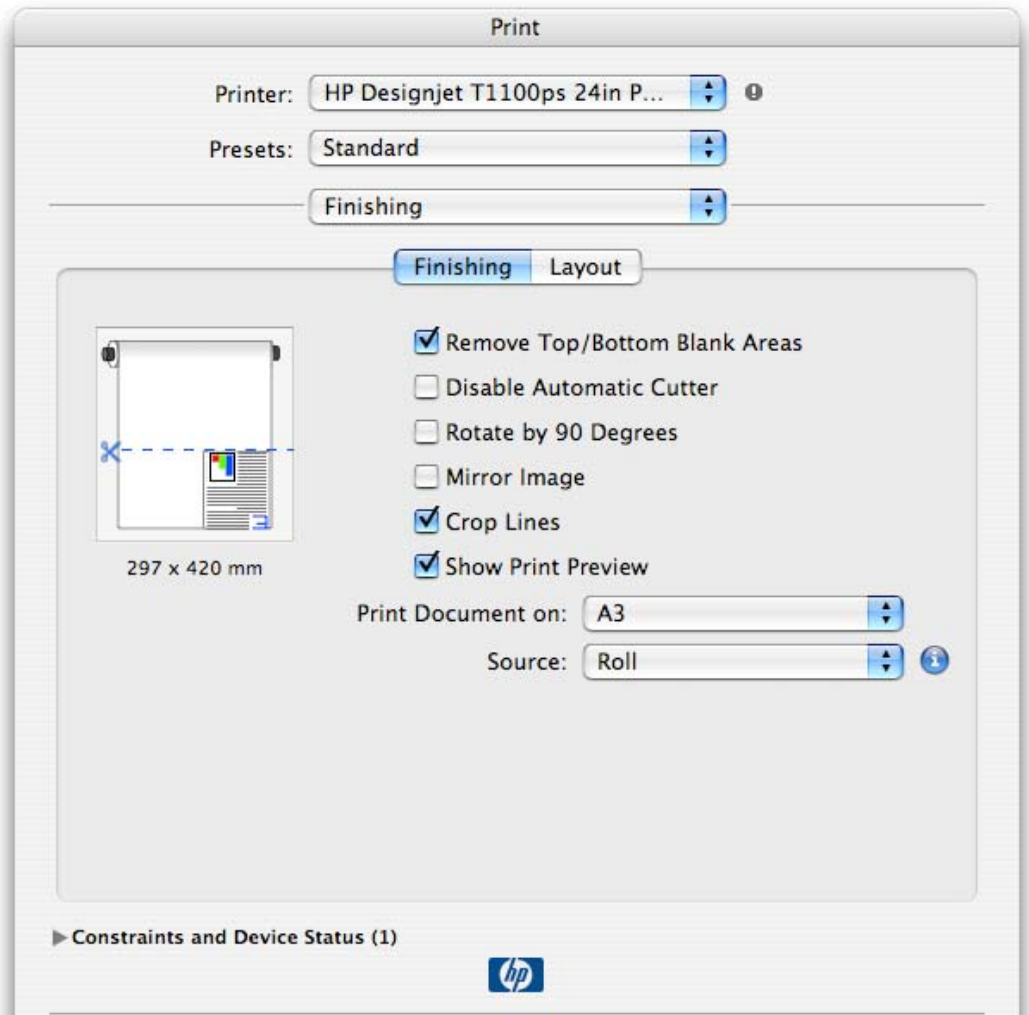 Print
Printer: HP Designjet T1100ps 24in P...
Presets: Standard
Finishing
Finishing Layout
Remove Top/Bottom Blank Areas
Disable Automatic Cutter
Rotate by 90 Degrees
Mirror Image
Crop Lines
Show Print Preview
297 x 420 mm
Print Document on: A3
Source: Roll
Constraints and Device Status (1)
hp